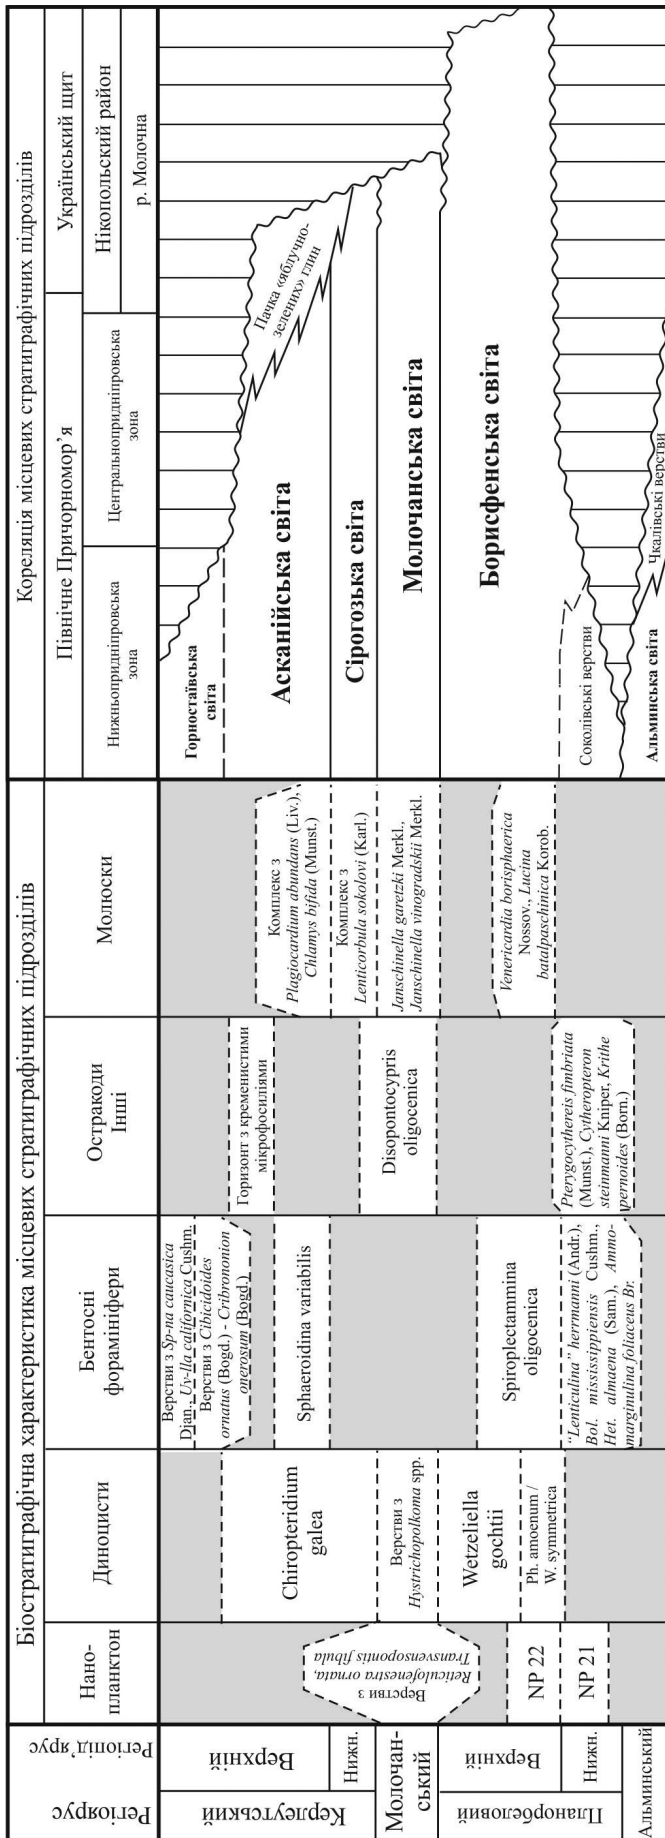 Кореляція місцевих стратиграфічних підрозділів
Північне Причорномор’я
Український щит
Нижньопридніпровська
зона
Центральнопридніпровська
зона
Нікопольский район
р. Молочна
Горностаївська
світа
Асканійська світа
Пачка «яблучно-
зелених» глин
Сірогозька світа
Молочанська світа
Борисфенська світа
Соколівські верстви
Чкалівські верстви
Альминська світа
Біостратиграфічна характеристика місцевих стратиграфічних підрозділів
Молюски
Комплекс з
Plagiocardium abundans (Liv.),
Chlamys bifida (Munst.)
Комплекс з
Lenticorbula sokolovi (Karl.)
Janschinella garetzki Merkl.,
Janschinella vinogradskii Merkl.
Venericardia borisphaerica
Nossov., Lucina
batalpaschinica Korob.
Остракоди
Інші
Горизонт з кременистими
мікрофосиліями
Disopontocypris
oligocenica
Pterygocythereis fimbriata
(Munst.), Cytheropteron
steinmanni Kniper, Krithe
pernoides (Born.)
Бентосні
форамініфери
Верстви з Sp-na caucasica
Djan.- Uv-lla californica Cushm.
Верстви з Cibicidoides
ornatus (Bogd.) - Cribrononion
onerosum (Bogd.)
Sphaeroidina variabilis
Spiroplectammina
oligocenica
"Lenticulina" herrmanni (Andr.),
Bol. mississippiensis Cushm.,
Het. almaena (Sam.), Ammo-
marginulina foliaceus Br.
Диноцисти
Chiropteridium
galea
Верстви з
Hystrichopolkoma spp.
Wetzeliella
gochtii
Ph. amoenum /
W. symmetrica
Нано-
планктон
Верстви з
Reticulofenestra ornata,
Transvensopontis fibula
NP 22
NP 21
Регіопід’ярус
Верхній
Нижн.
Верхній
Нижн.
Регіоярус
Керлеутський
Молочан-
ський
Планорбеловий
Альминський